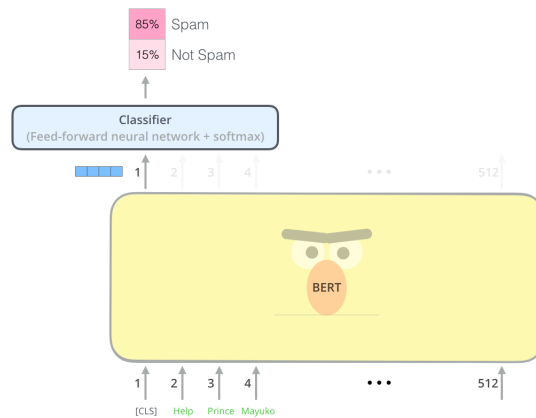 85% Spam
15% Not Spam
Classifier
(Feed-forward neural network + softmax)
1 2 3 4 ••• 512
BERT
1 2 3 4 ••• 512
[CLS] Help Prince Mayuko